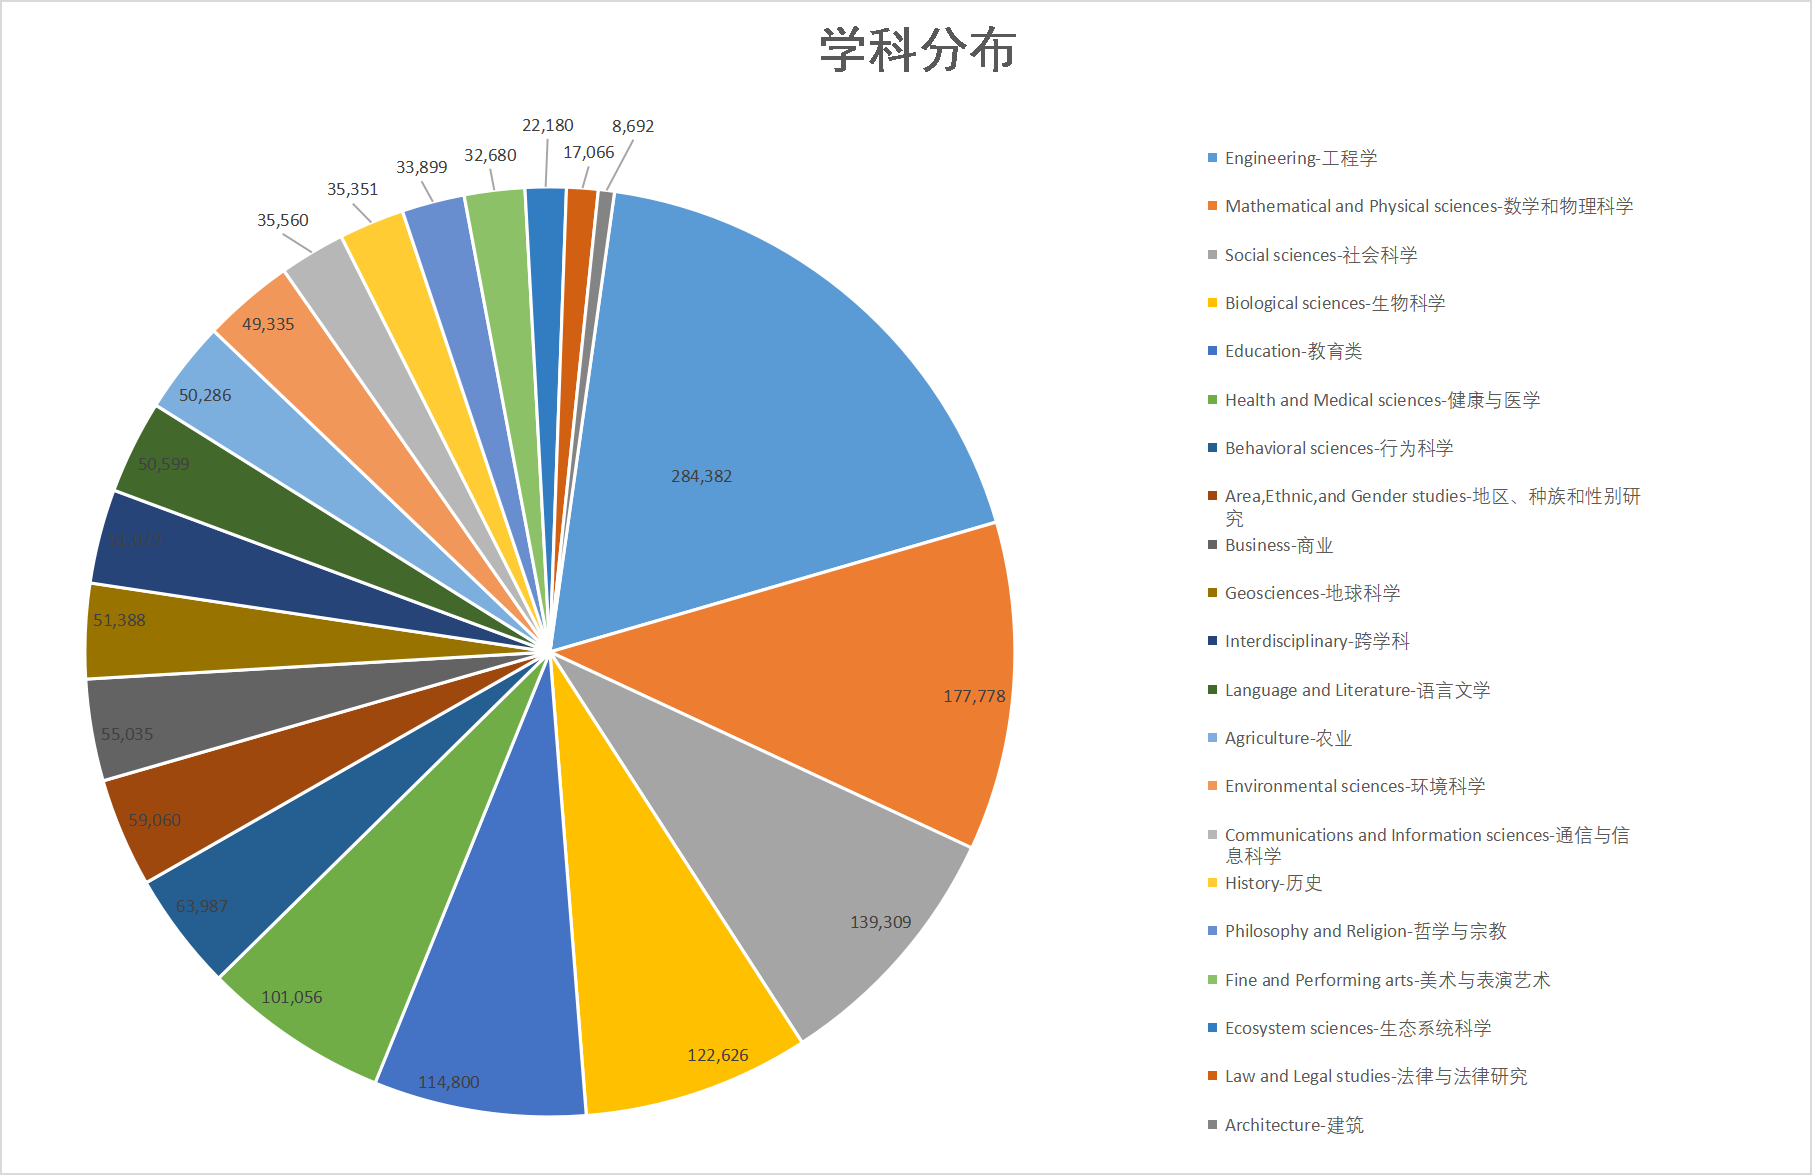 学科分布
22,180
8,692
17,066
32,680
33,899
35,351
35,560
49,335
50,286
50,599
51,388
55,035
59,060
63,987
101,056
114,800
122,626
139,309
177,778
284,382
Engineering-工程学
Mathematical and Physical sciences-数学和物理科学
Social sciences-社会科学
Biological sciences-生物科学
Education-教育类
Health and Medical sciences-健康与医学
Behavioral sciences-行为科学
Area,Ethnic,and Gender studies-地区、种族和性别研
究
Business-商业
Geosciences-地球科学
Interdisciplinary-跨学科
Language and Literature-语言文学
Agriculture-农业
Environmental sciences-环境科学
Communications and Information sciences-通信与信
息科学
History-历史
Philosophy and Religion-哲学与宗教
Fine and Performing arts-美术与表演艺术
Ecosystem sciences-生态系统科学
Law and Legal studies-法律与法律研究
Architecture-建筑